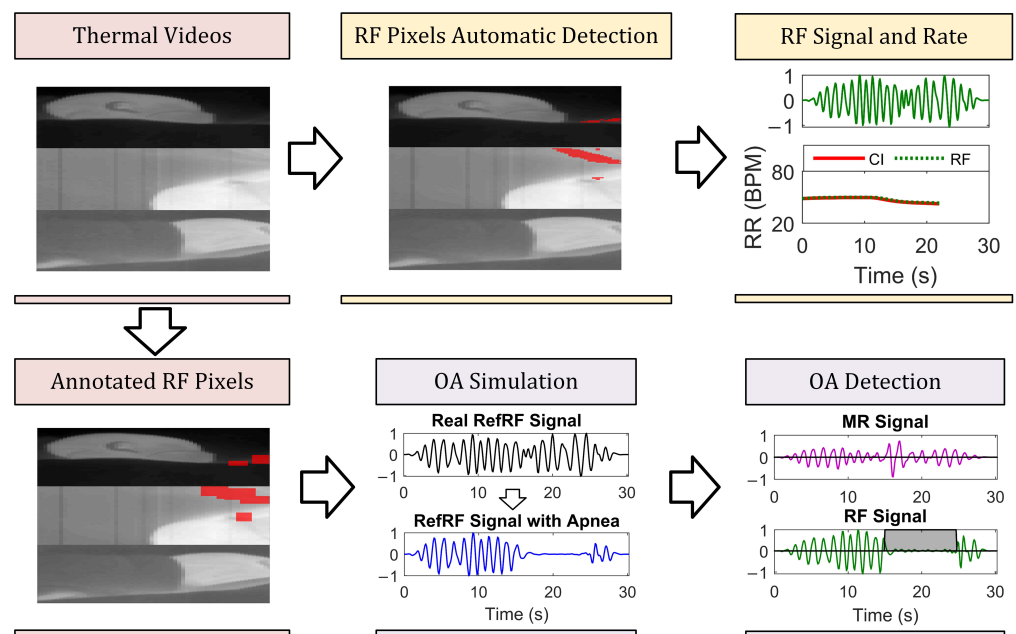 Thermal Videos
RF Pixels Automatic Detection
RF Signal and Rate
1
0
−1
CI
RF
80
20
RR (BPM)
0 10 20 30
Time (s)
Annotated RF Pixels
OA Simulation
Real RefRF Signal
1
0
−1
0 10 20 30
RefRF Signal with Apnea
1
0
−1
0 10 20 30
Time (s)
OA Detection
MR Signal
1
0
−1
0 10 20 30
RF Signal
1
0
−1
0 10 20 30
Time (s)